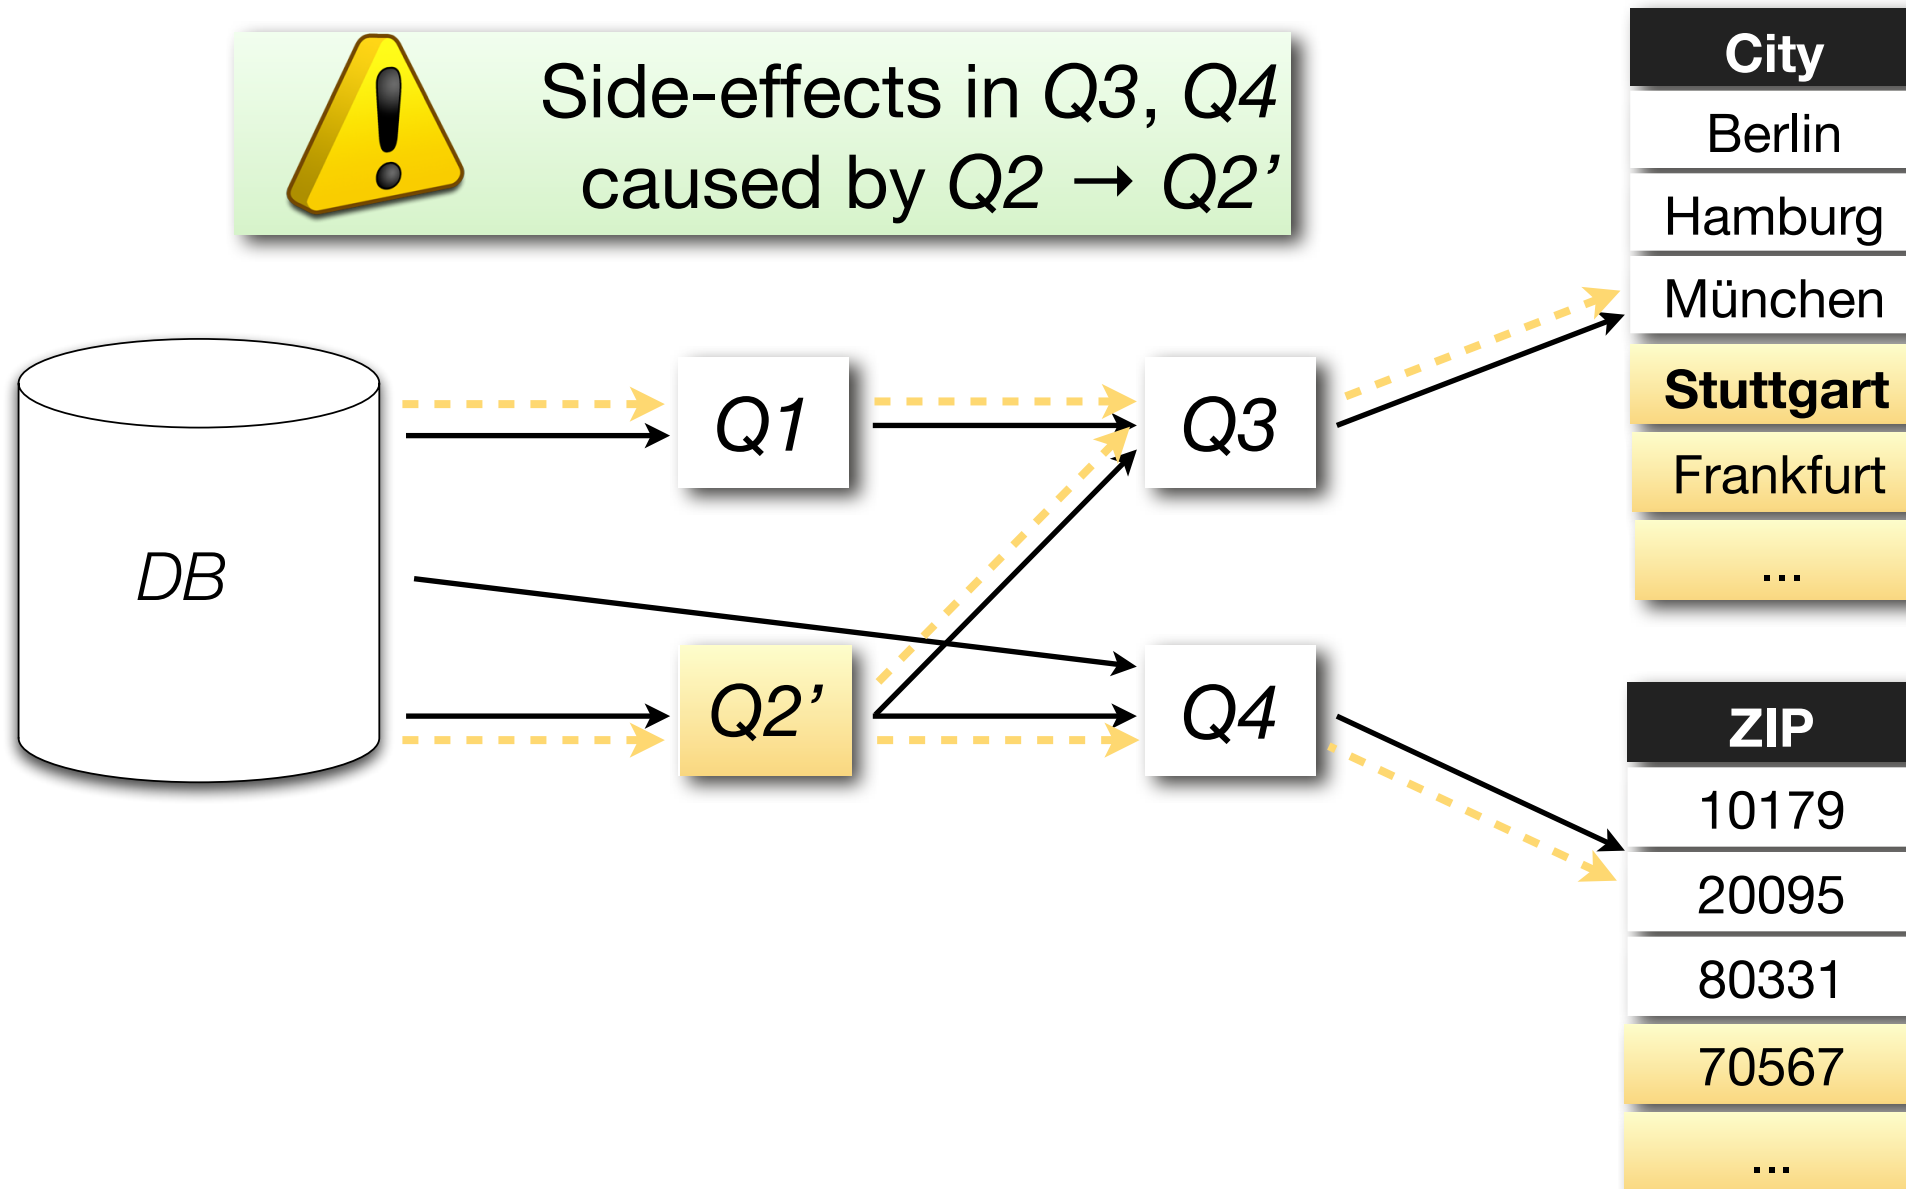 Side-effects in Q3, Q4
caused by Q2 → Q2’
DB
Q1
Q2’
Q3
Q4
City
Berlin
Hamburg
München
Stuttgart
Frankfurt
...
ZIP
10179
20095
80331
70567
...